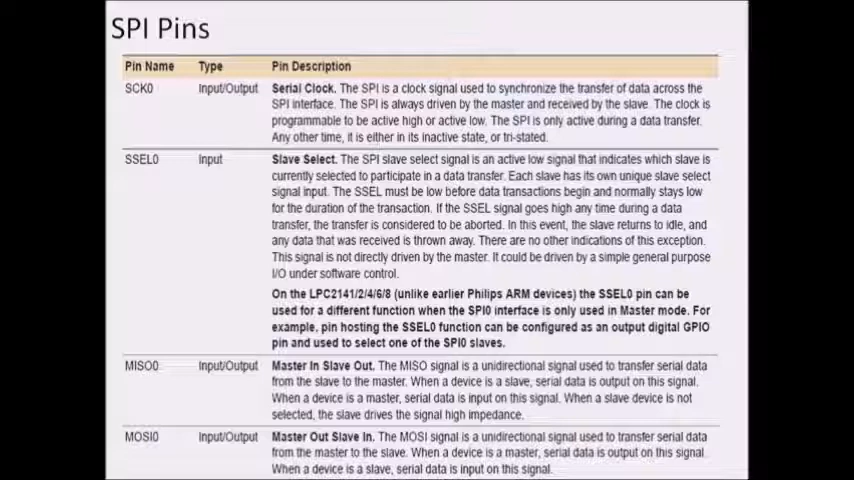 SPI Pins
Pin Name Type Pin Description
SCK0 Input/Output Serial Clock. The SPI is a clock signal used to synchronize the transfer of data across the
SPI interface. The SPI is always driven by the master and received by the slave. The clock is
programmable to be active high or active low. The SPI is only active during a data transfer.
Any other time, it is either in its inactive state, or tri-stated.
SSEL0 Input Slave Select. The SPI slave select signal is an active low signal that indicates which slave is
currently selected to participate in a data transfer. Each slave has its own unique slave select
signal input. The SSEL must be low before data transactions begin and normally stays low
for the duration of the transaction. If the SSEL signal goes high any time during a data
transfer, the transfer is considered to be aborted. In this event, the slave returns to idle, and
any data that was received is thrown away. There are no other indications of this exception.
This signal is not directly driven by the master. It could be driven by a simple general purpose
I/O under software control.
On the LPC2141/2/4/6/8 (unlike earlier Philips ARM devices) the SSEL0 pin can be
used for a different function when the SPI0 interface is only used in Master mode. For
example, pin hosting the SSEL0 function can be configured as an output digital GPIO
pin and used to select one of the SPI0 slaves.
MISO0 Input/Output Master In Slave Out. The MISO signal is a unidirectional signal used to transfer serial data
from the slave to the master. When a device is a slave, serial data is output on this signal.
When a device is a master, serial data is input on this signal. When a slave device is not
selected, the slave drives the signal high impedance.
MOSI0 Input/Output Master Out Slave In. The MOSI signal is a unidirectional signal used to transfer serial data
from the master to the slave. When a device is a master, serial data is output on this signal.
When a device is a slave, serial data is input on this signal.